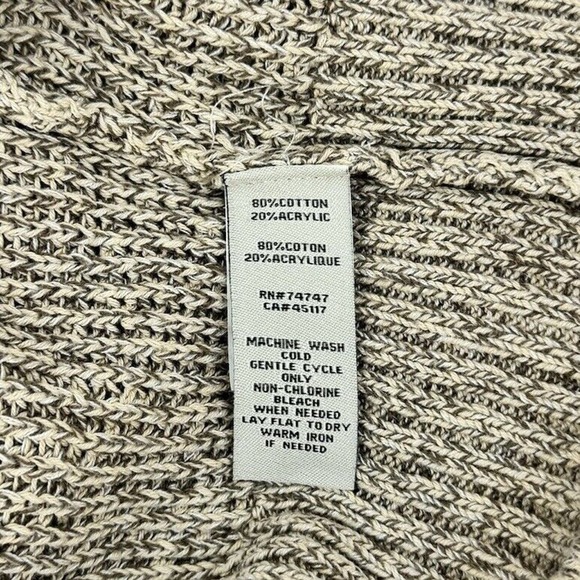 80%COTTON
20%ACRYLIC
80%COTON
20%ACRYLIQUE
RN#74747
CA#45117
MACHINE WASH
COLD
GENTLE CYCLE
ONLY
NON-CHLORINE
BLEACH
WHEN NEEDED
LAY FLAT TO DRY
WARM IRON
IF NEEDED